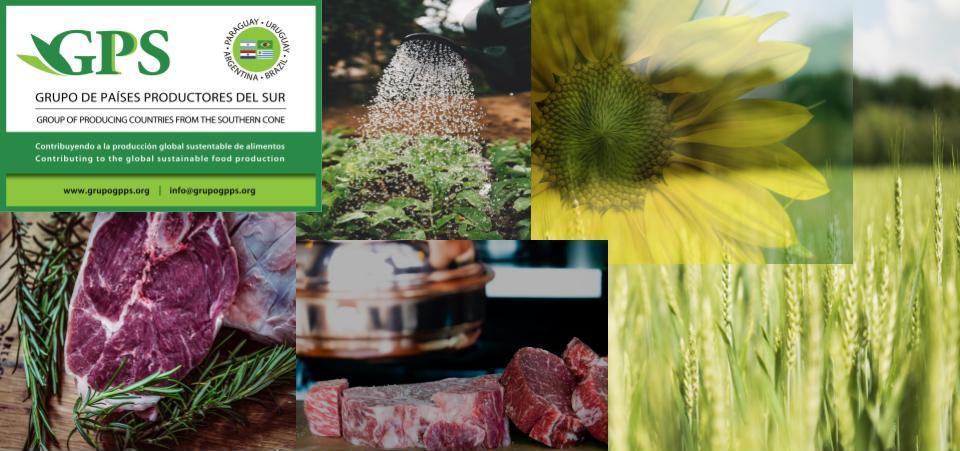 GPS
PARAGUAY • URUGUAY • BRAZIL • ARGENTINA •
GRUPO DE PAÍSES PRODUCTORES DEL SUR
GROUP OF PRODUCING COUNTRIES FROM THE SOUTHERN CONE
Contribuyendo a la producción global sustentable de alimentos
Contributing to the global sustainable food production
www.grupogpps.org | info@grupogpps.org